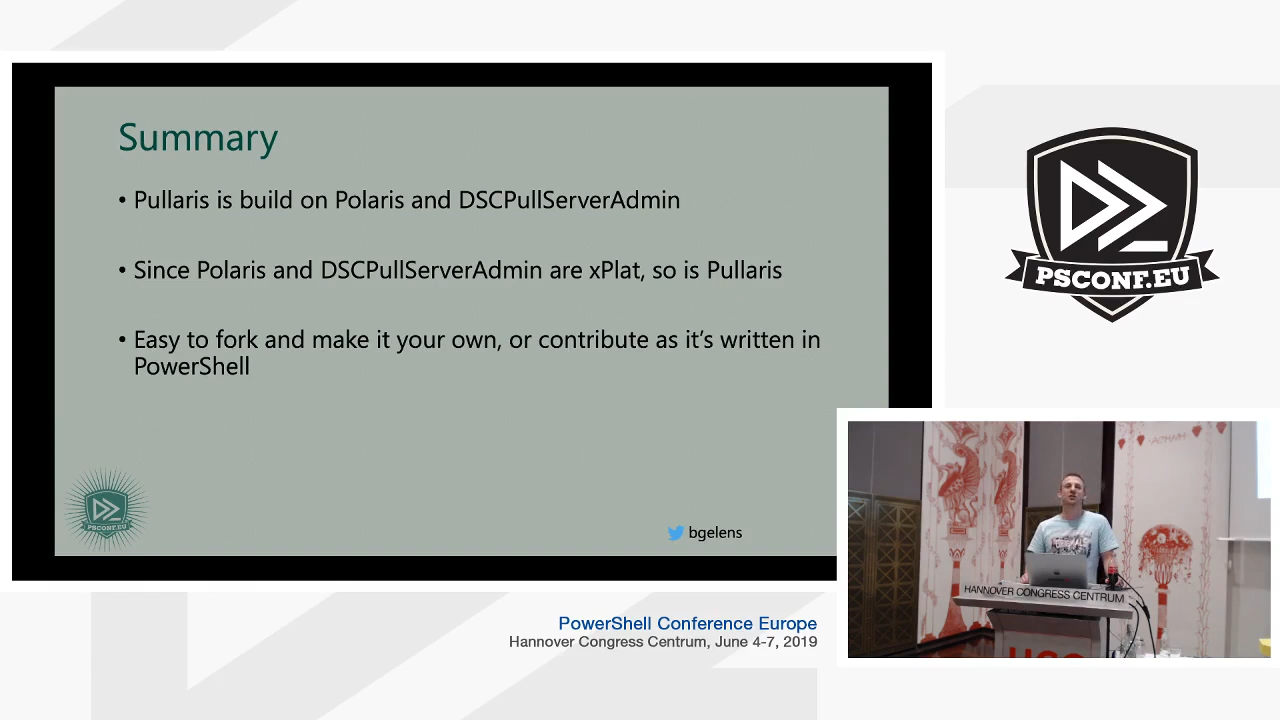 Summary
• Pullaris is build on Polaris and DSCPullServerAdmin
• Since Polaris and DSCPullServerAdmin are xPlat, so is Pullaris
• Easy to fork and make it your own, or contribute as it's written in
PowerShell
PSCONF.EU
bgelens
PSCONF.EU
HANNOVER CONGRESS CENTRUM
PowerShell Conference Europe
Hannover Congress Centrum, June 4-7, 2019